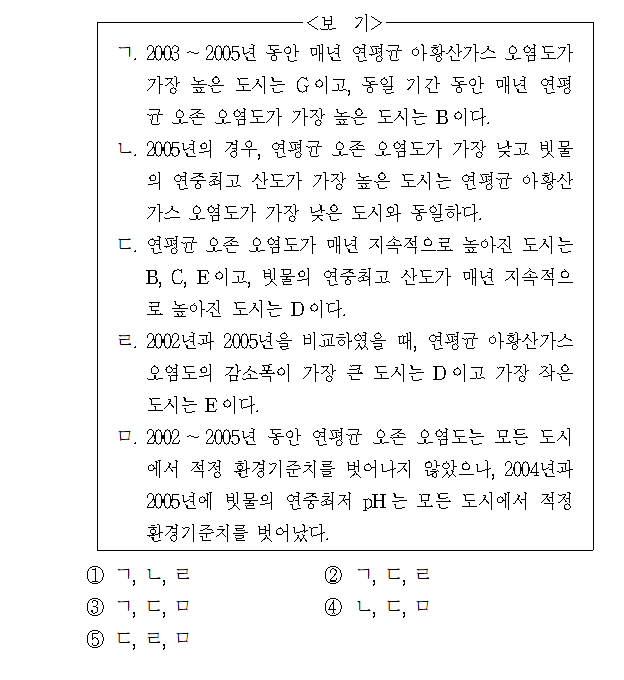 <보 기>
ㄱ. 2003 ~ 2005년 동안 매년 연평균 아황산가스 오염도가
가장 높은 도시는 G이고, 동일 기간 동안 매년 연평
균 오존 오염도가 가장 높은 도시는 B이다.
ㄴ. 2005년의 경우, 연평균 오존 오염도가 가장 낮고 빗물
의 연중최고 산도가 가장 높은 도시는 연평균 아황산
가스 오염도가 가장 낮은 도시와 동일하다.
ㄷ. 연평균 오존 오염도가 매년 지속적으로 높아진 도시는
B, C, E이고, 빗물의 연중최고 산도가 매년 지속적으
로 높아진 도시는 D이다.
ㄹ. 2002년과 2005년을 비교하였을 때, 연평균 아황산가스
오염도의 감소폭이 가장 큰 도시는 D이고 가장 작은
도시는 E이다.
ㅁ. 2002 ~ 2005년 동안 연평균 오존 오염도는 모든 도시
에서 적정 환경기준치를 벗어나지 않았으나, 2004년과
2005년에 빗물의 연중최저 pH는 모든 도시에서 적정
환경기준치를 벗어났다.
① ㄱ, ㄴ, ㄹ ② ㄱ, ㄷ, ㄹ
③ ㄱ, ㄷ, ㅁ ④ ㄴ, ㄷ, ㅁ
⑤ ㄷ, ㄹ, ㅁ